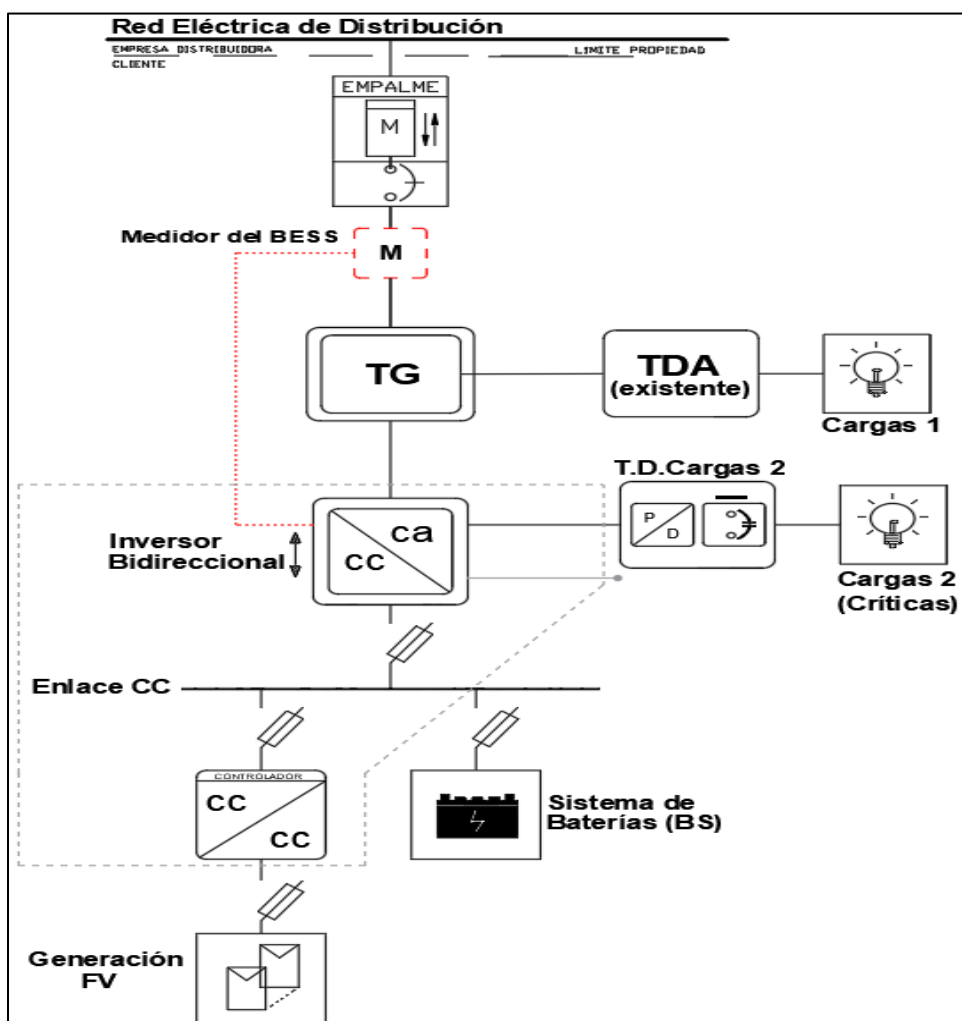 Red Eléctrica de Distribución
EMPRESA DISTRIBUIDORA
LIMITE PROPIEDAD
CLIENTE
EMPALME
M
Medidor del BESS
M
TG
TDA
(existente)
Cargas 1
T.D.Cargas 2
P
D
ca
CC
Inversor
Bidireccional
Cargas 2
(Críticas)
Enlace CC
CONTROLADOR
CC
CC
Sistema de
Baterías (BS)
Generación
FV